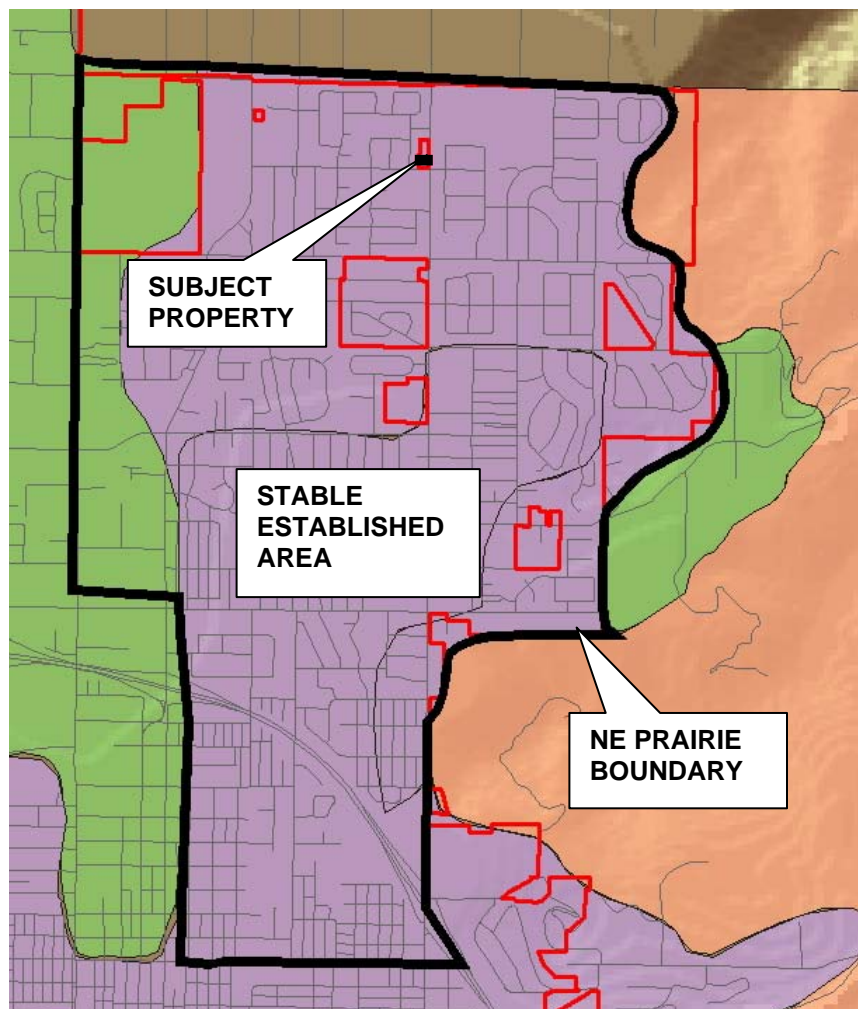 SUBJECT
PROPERTY
STABLE
ESTABLISHED
AREA
NE PRAIRIE
BOUNDARY